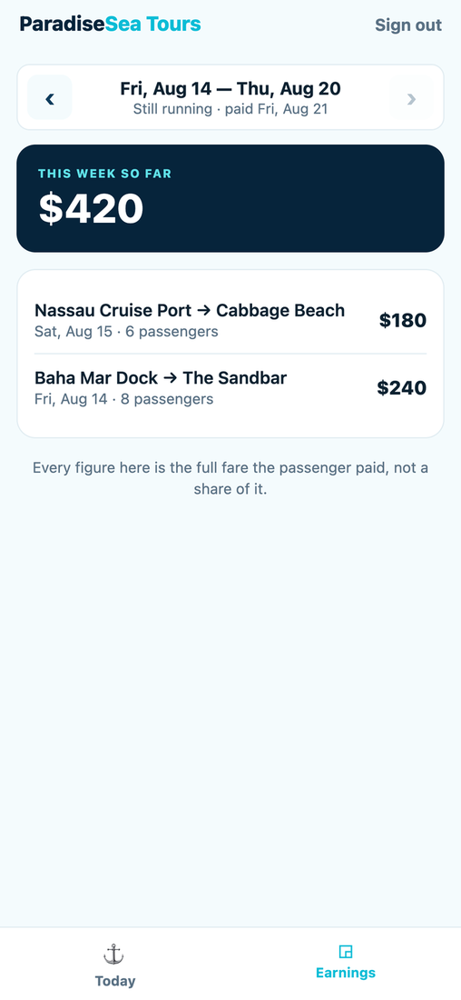 ParadiseSea Tours
Sign out
‹
Fri, Aug 14 — Thu, Aug 20
Still running · paid Fri, Aug 21
›
THIS WEEK SO FAR
$420
Nassau Cruise Port → Cabbage Beach
Sat, Aug 15 · 6 passengers
$180
Baha Mar Dock → The Sandbar
Fri, Aug 14 · 8 passengers
$240
Every figure here is the full fare the passenger paid, not a
share of it.
Today
Earnings